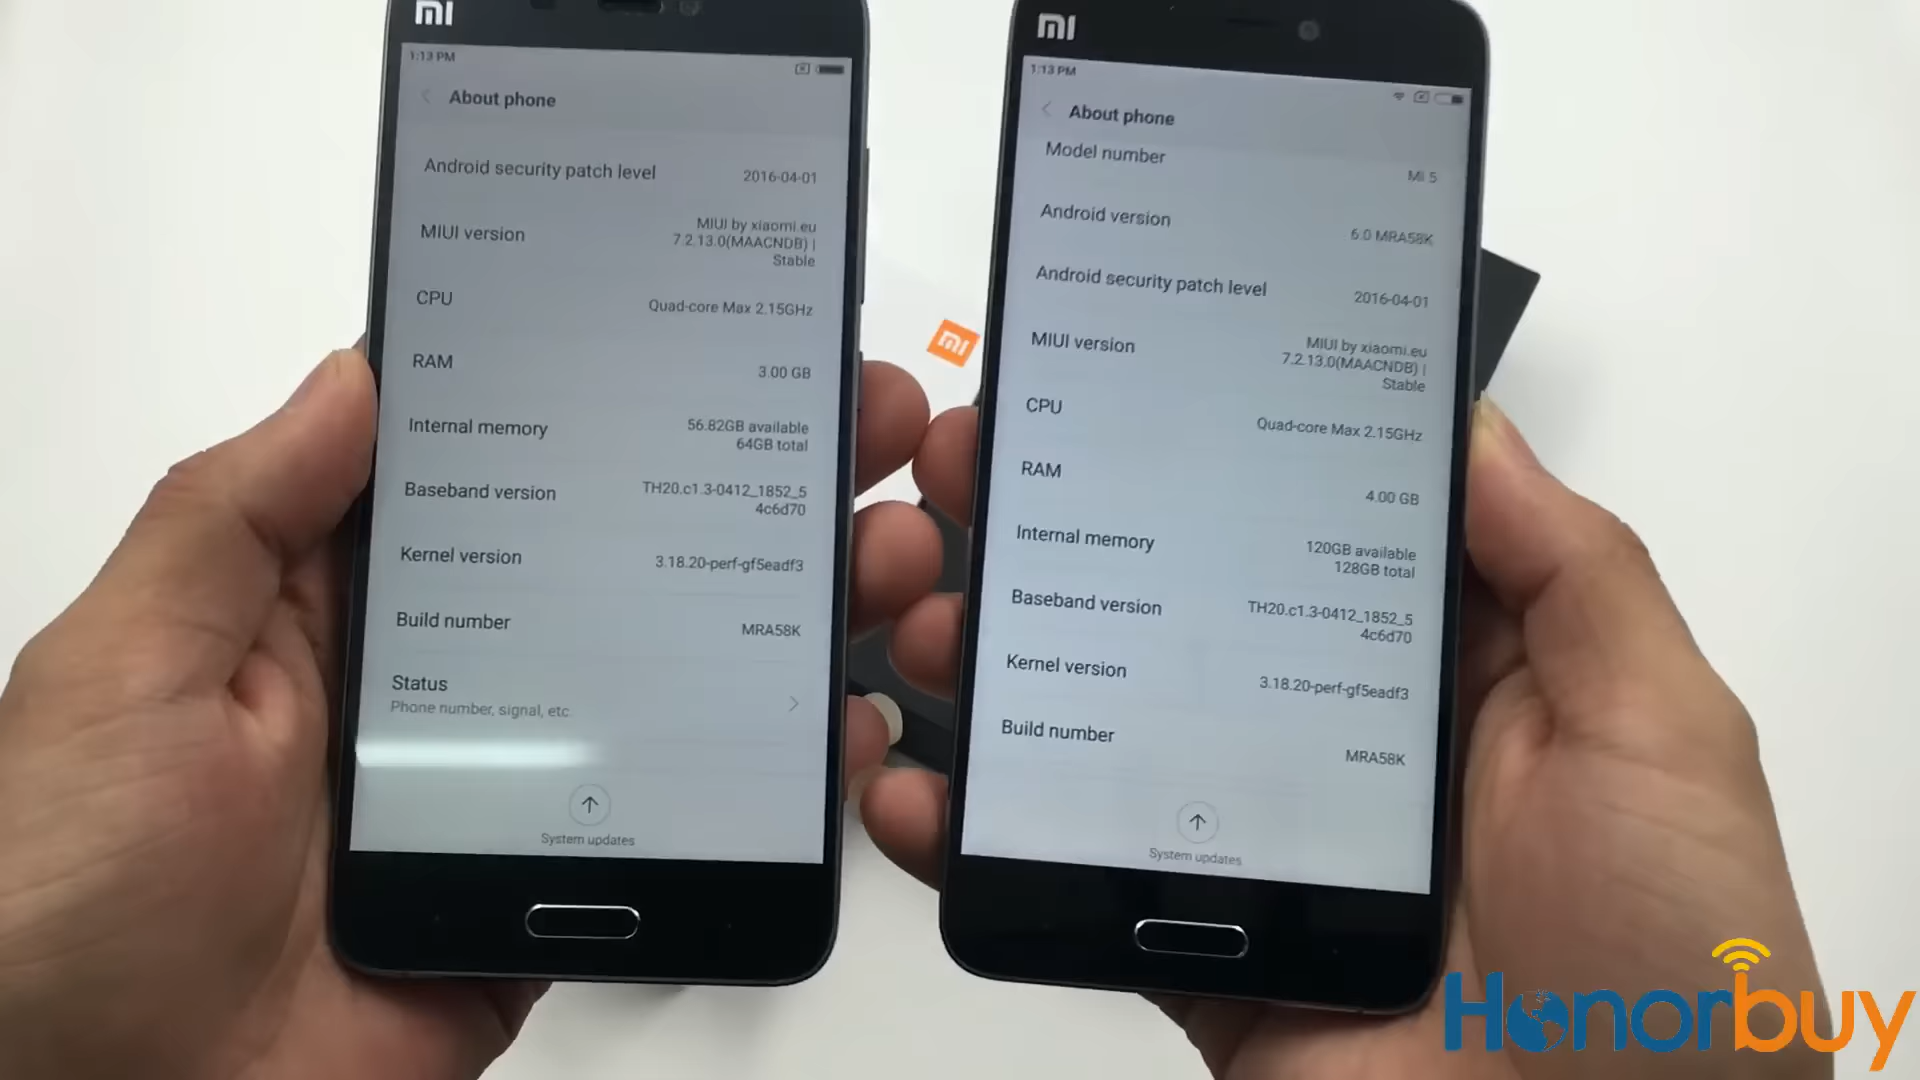 MI
1:13 PM
About phone
Android security patch level
2016-04-01
MIUI version
MIUI by xiaomi.eu
7.2.13.0(MAACNDB) |
Stable
CPU
Quad-core Max 2.15GHz
RAM
3.00 GB
Internal memory
56.82GB available
64GB total
Baseband version
TH20.c1.3-0412_1852_5
4c6d70
Kernel version
3.18.20-perf-gf5eadf3
Build number
MRA58K
Status
Phone number, signal, etc.
System updates
MI
MI
1:13 PM
About phone
Model number
MI 5
Android version
6.0 MRA58K
Android security patch level
2016-04-01
MIUI version
MIUI by xiaomi.eu
7.2.13.0(MAACNDB) |
Stable
CPU
Quad-core Max 2.15GHz
RAM
4.00 GB
Internal memory
120GB available
128GB total
Baseband version
TH20.c1.3-0412_1852_5
4c6d70
Kernel version
3.18.20-perf-gf5eadf3
Build number
MRA58K
System updates
Honorbuy